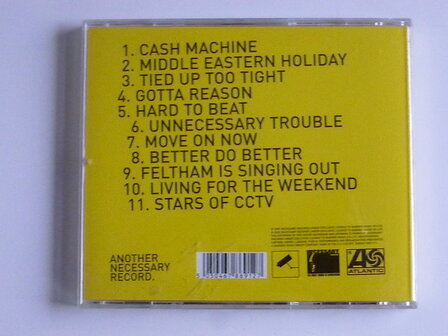 1. CASH MACHINE
2. MIDDLE EASTERN HOLIDAY
3. TIED UP TOO TIGHT
4. GOTTA REASON
5. HARD TO BEAT
6. UNNECESSARY TROUBLE
7. MOVE ON NOW
8. BETTER DO BETTER
9. FELTHAM IS SINGING OUT
10. LIVING FOR THE WEEKEND
11. STARS OF CCTV
ANOTHER
NECESSARY
RECORD.
ATLANTIC